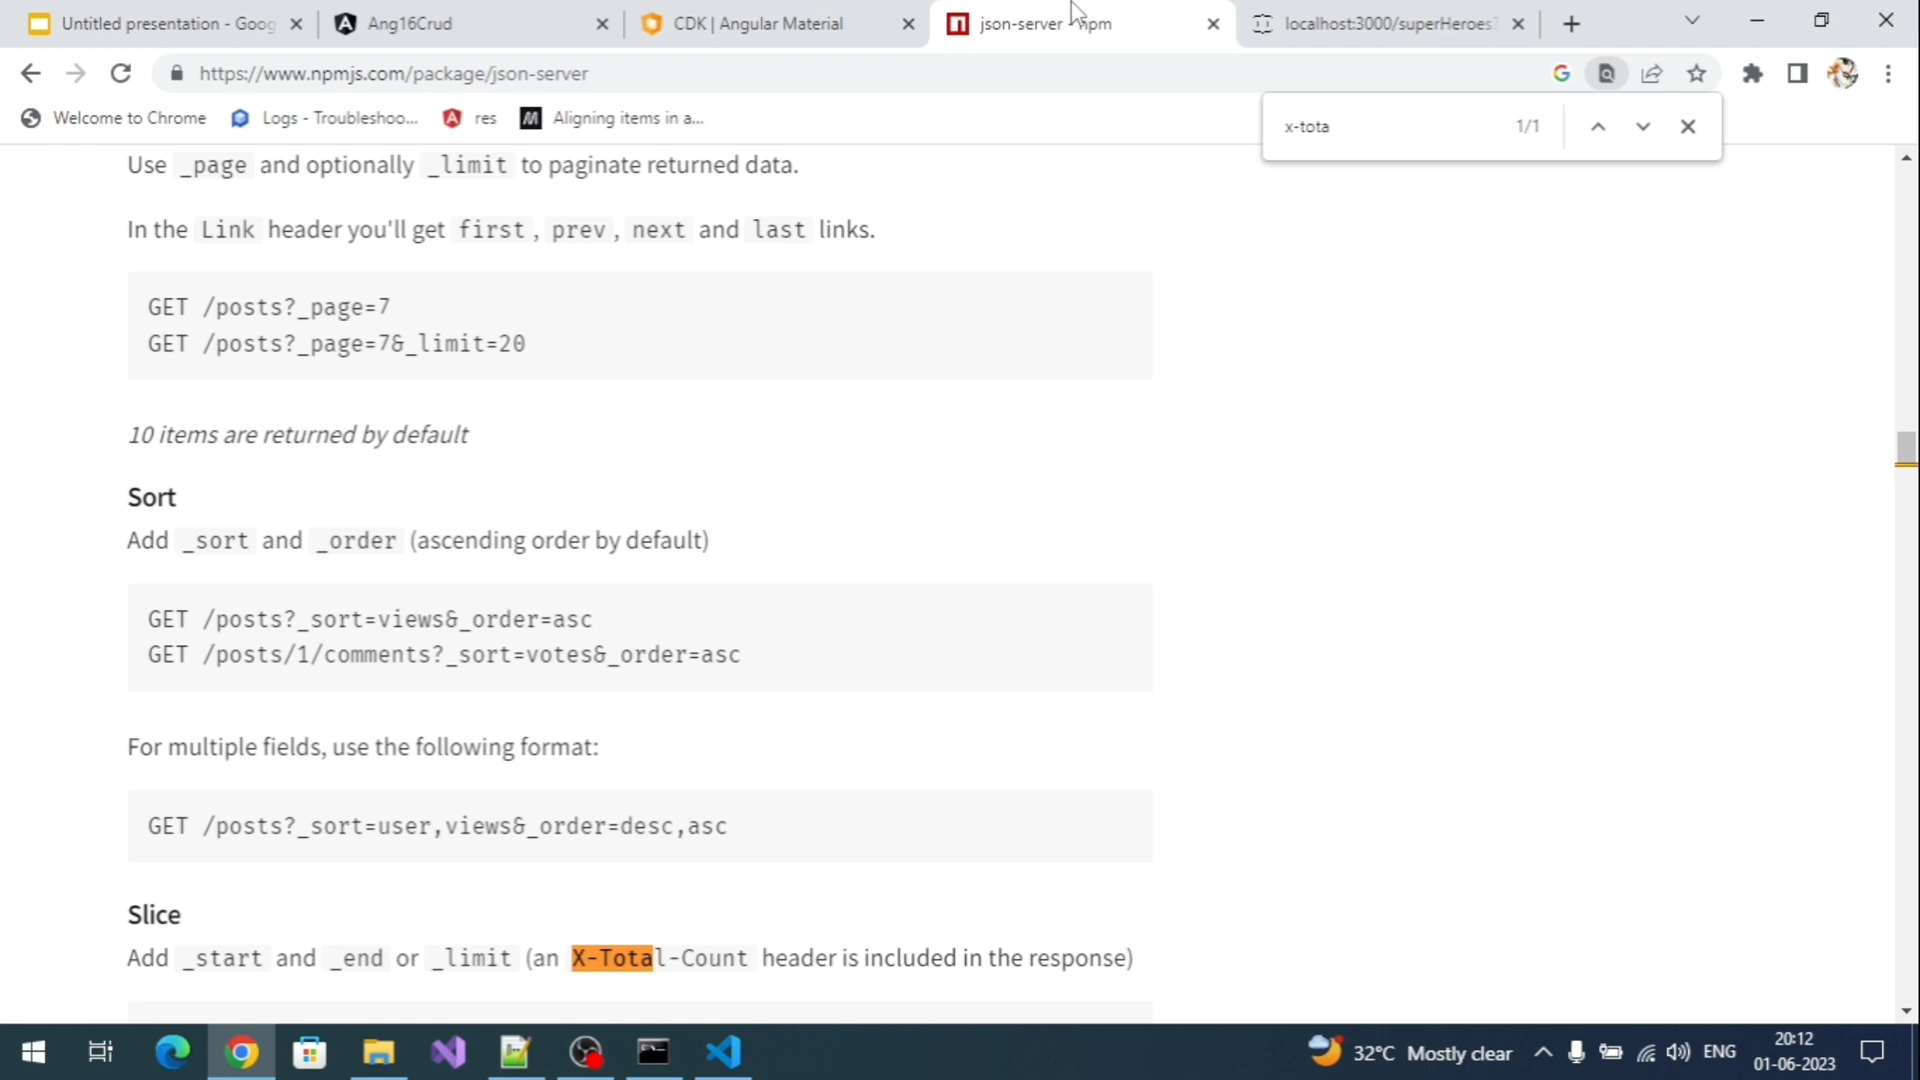 Untitled presentation - Goog
Ang16Crud
CDK | Angular Material
json-server - npm
localhost:3000/superHeroes?
https://www.npmjs.com/package/json-server
Welcome to Chrome
Logs - Troubleshoo...
res
Aligning items in a...
x-tota
1/1
Use _page and optionally _limit to paginate returned data.
In the Link header you'll get first, prev, next and last links.
GET /posts?_page=7
GET /posts?_page=7&_limit=20
10 items are returned by default
Sort
Add _sort and _order (ascending order by default)
GET /posts?_sort=views&_order=asc
GET /posts/1/comments?_sort=votes&_order=asc
For multiple fields, use the following format:
GET /posts?_sort=user,views&_order=desc,asc
Slice
Add _start and _end or _limit (an X-Total-Count header is included in the response)
32°C Mostly clear
ENG
20:12
01-06-2023